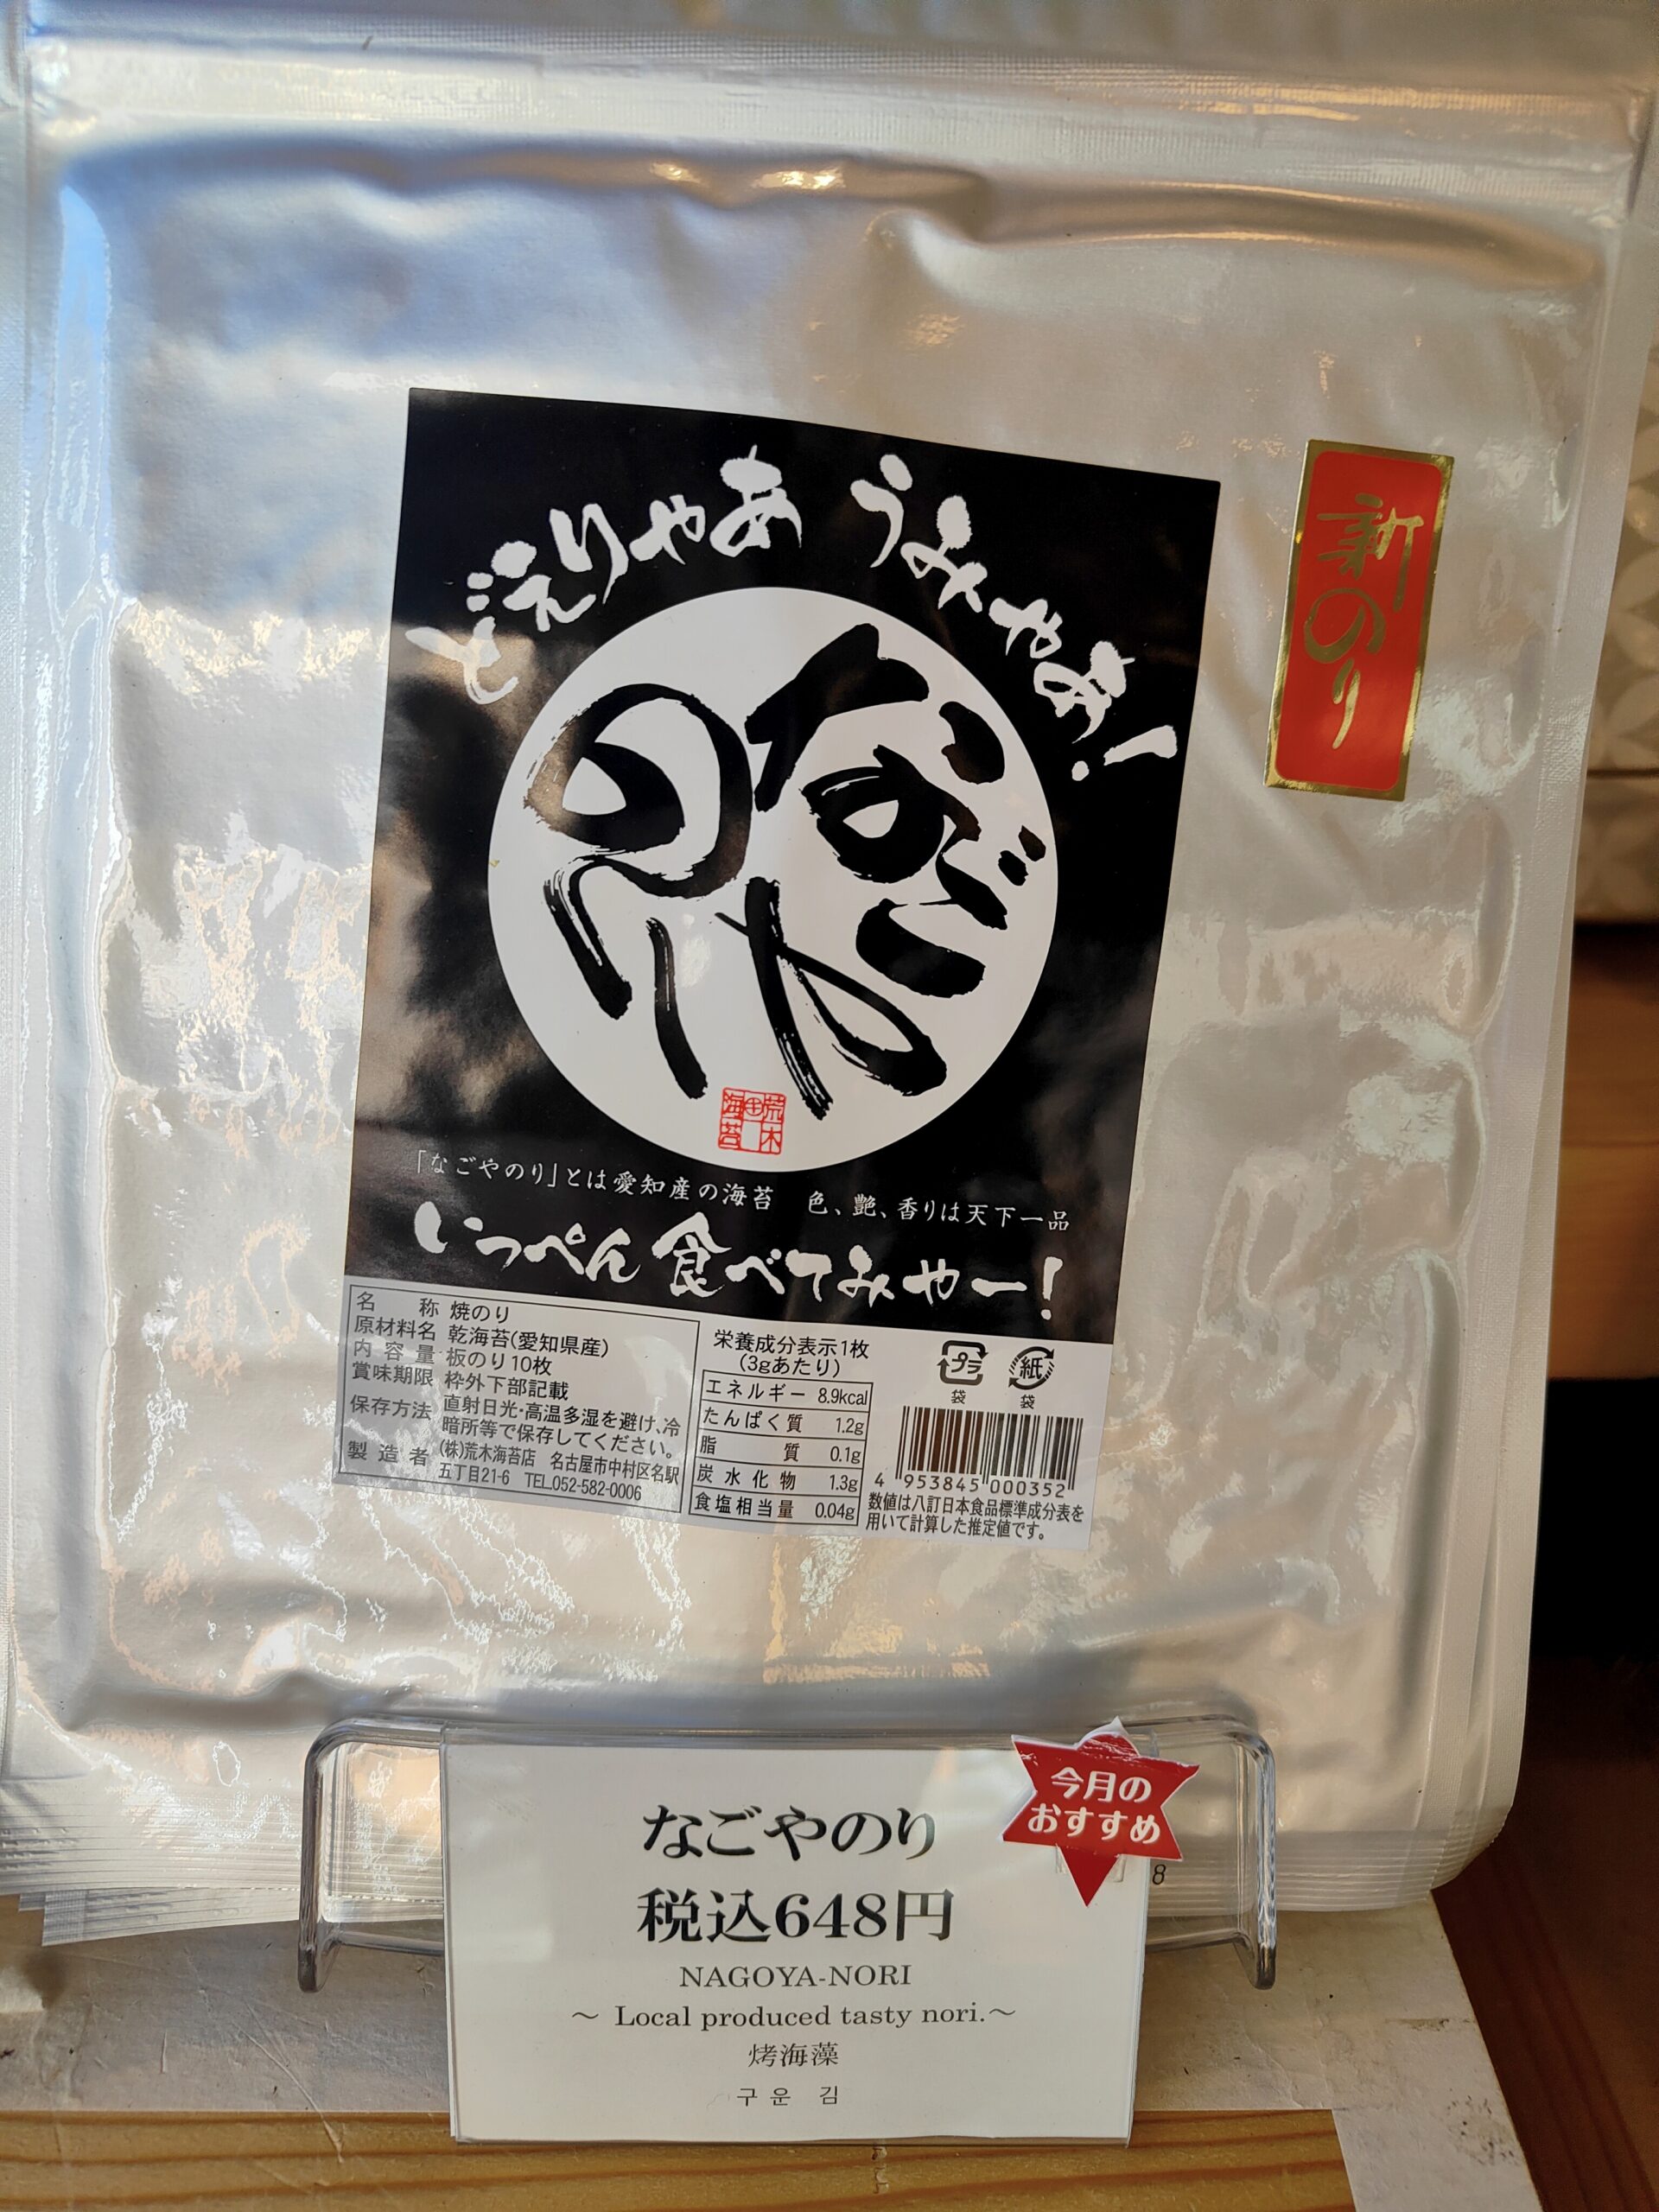 どえりゃあ うみゃあ!
新のり
なごや
のり
荒木
海苔
「なごやのり」とは愛知産の海苔　色、艶、香りは天下一品
いっぺん食べてみやー!
名称 焼のり
原材料名 乾海苔(愛知県産)
内容量 板のり10枚
賞味期限 枠外下部記載
保存方法 直射日光・高温多湿を避け、冷
暗所等で保存してください。
製造者 (株)荒木海苔店 名古屋市中村区名駅
五丁目21-6 TEL.052-582-0006
栄養成分表示1枚
(3gあたり)
エネルギー 8.9kcal
たんぱく質 1.2g
脂質 0.1g
炭水化物 1.3g
食塩相当量 0.04g
プラ 紙
袋 袋
4 953845 000352
数値は八訂日本食品標準成分表を
用いて計算した推定値です。
今月の
おすすめ
なごやのり
税込648円
NAGOYA-NORI
～ Local produced tasty nori.～
烤海藻
구운 김